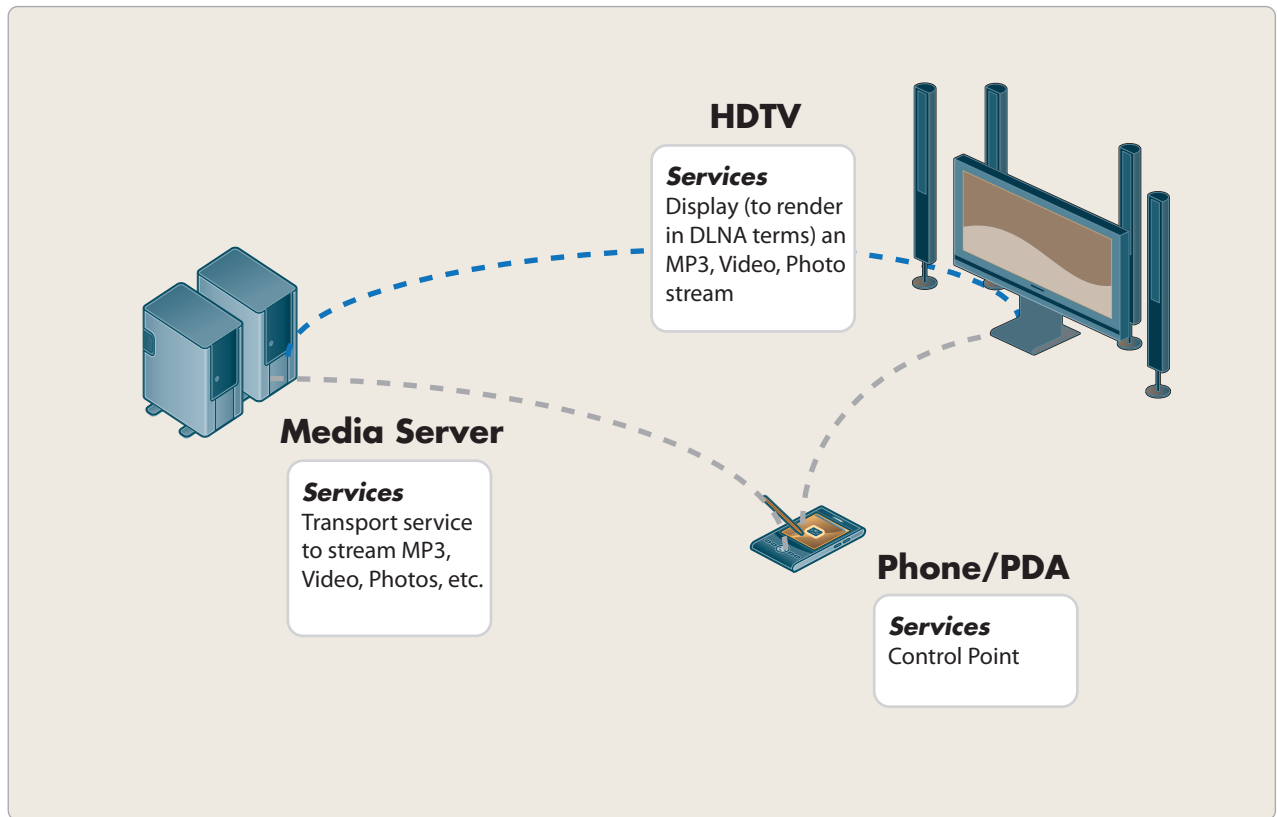 HDTV
Services
Display (to render
in DLNA terms) an
MP3, Video, Photo
stream
Media Server
Services
Transport service
to stream MP3,
Video, Photos, etc.
Phone/PDA
Services
Control Point